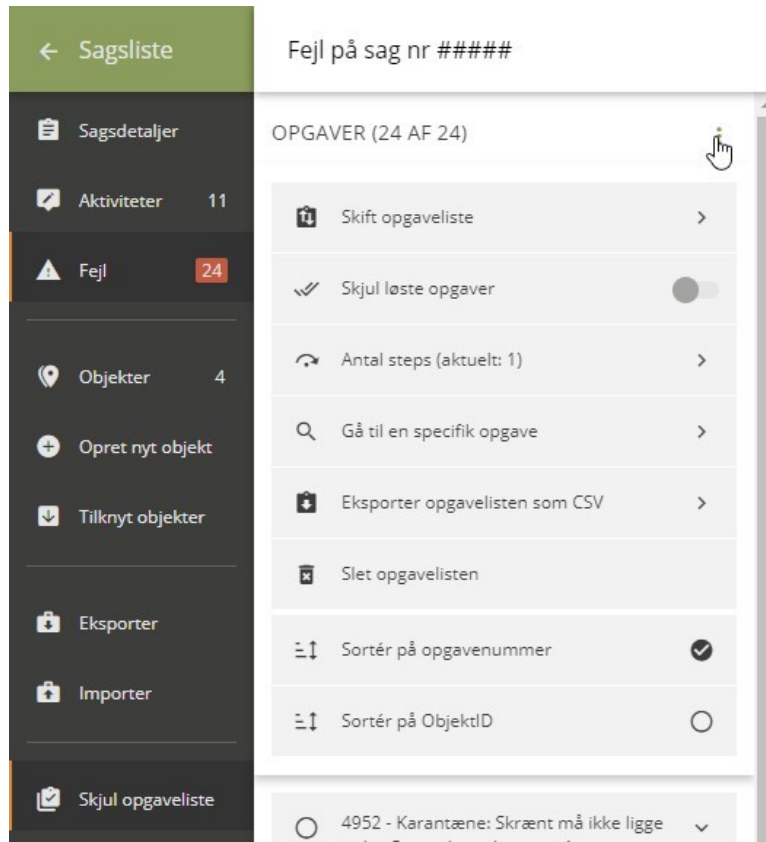 Sagsliste
Fejl på sag nr #####
Sagsdetaljer
Aktiviteter 11
Fejl 24
Objekter 4
Opret nyt objekt
Tilknyt objekter
Eksporter
Importer
Skjul opgaveliste
OPGAVER (24 AF 24)
Skift opgaveliste
Skjul løste opgaver
Antal steps (aktuelt: 1)
Gå til en specifik opgave
Eksporter opgavelisten som CSV
Slet opgavelisten
Sortér på opgavenummer
Sortér på ObjektID
4952 - Karantæne: Skrænt må ikke ligge